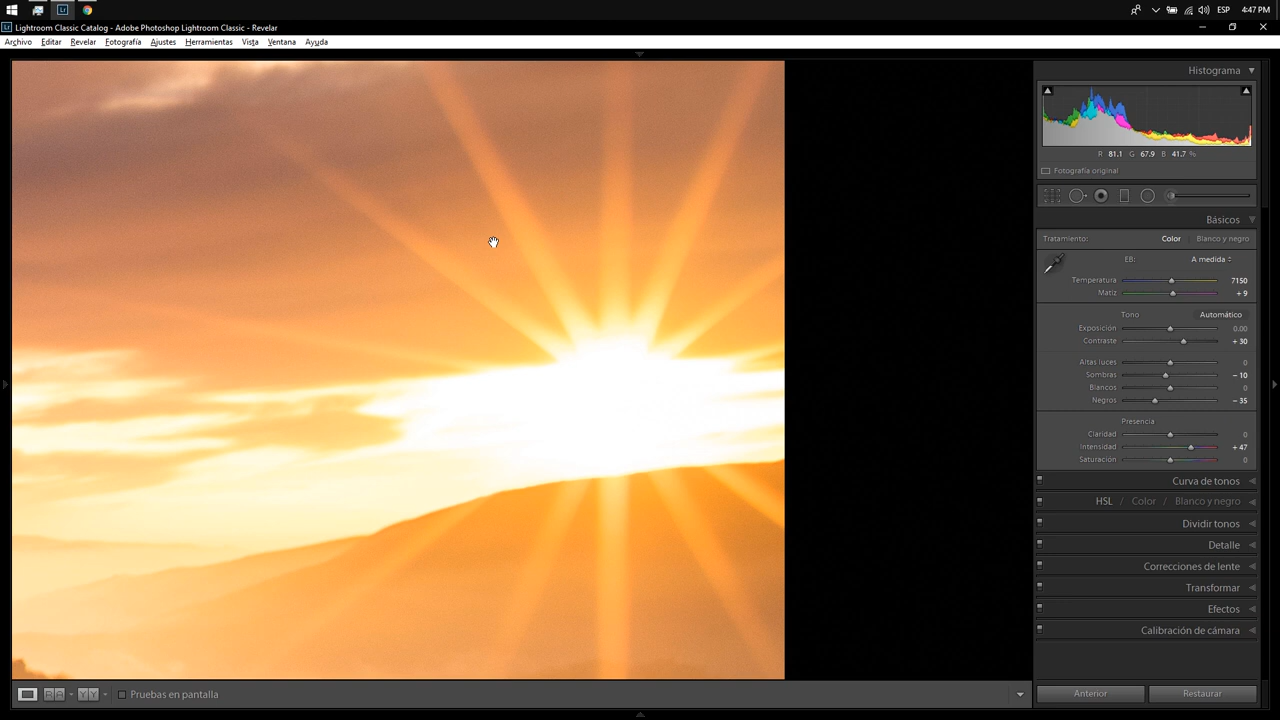 ESP 4:47 PM
Lightroom Classic Catalog - Adobe Photoshop Lightroom Classic - Revelar
Archivo Editar Revelar Fotografía Ajustes Herramientas Vista Ventana Ayuda
Histograma
R 81.1 G 67.9 B 41.7 %
Fotografía original
Básicos
Tratamiento: Color Blanco y negro
EB: A medida
Temperatura 7150
Matiz + 9
Tono Automático
Exposición 0,00
Contraste + 30
Altas luces 0
Sombras − 10
Blancos 0
Negros − 35
Presencia
Claridad 0
Intensidad + 47
Saturación 0
Curva de tonos
HSL / Color / Blanco y negro
Dividir tonos
Detalle
Correcciones de lente
Transformar
Efectos
Calibración de cámara
Pruebas en pantalla
Anterior Restaurar